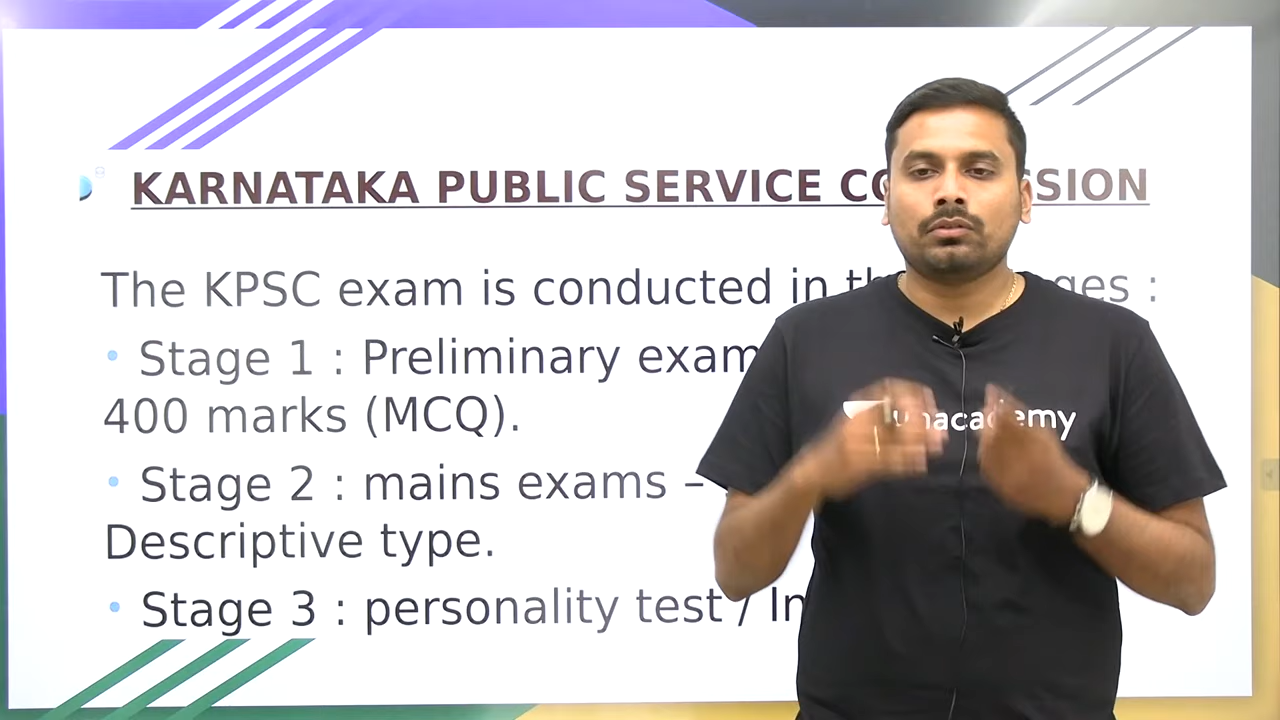 KARNATAKA PUBLIC SERVICE
The KPSC exam is conducted in :
• Stage 1 : Preliminary exam
400 marks (MCQ).
• Stage 2 : mains exams –
Descriptive type.
• Stage 3 : personality test /
unacademy